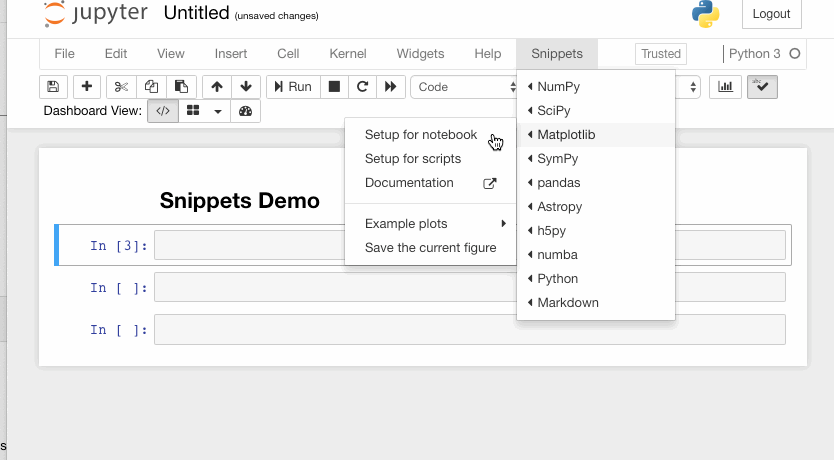 jupyter Untitled (unsaved changes) Logout
File Edit View Insert Cell Kernel Widgets Help Snippets Trusted Python 3
Run Code abc
Dashboard View: </>
NumPy
SciPy
Matplotlib
SymPy
pandas
Astropy
h5py
numba
Python
Markdown
Setup for notebook
Setup for scripts
Documentation
Example plots
Save the current figure
Snippets Demo
In [3]:
In [ ]:
In [ ]:
s